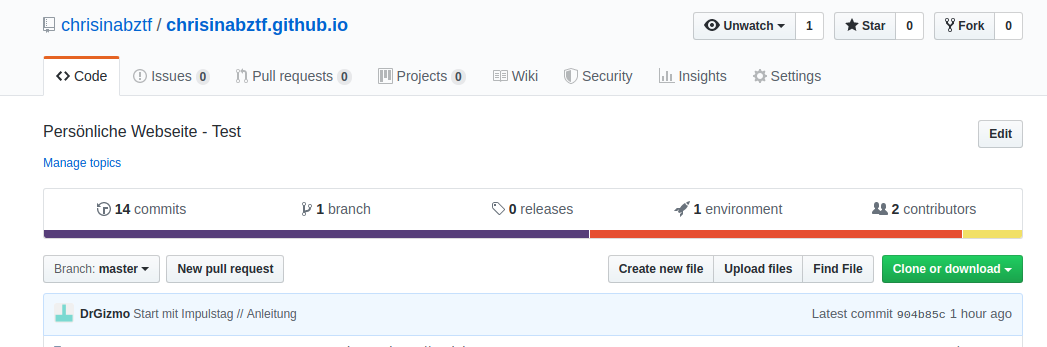 chrisinabztf / chrisinabztf.github.io Unwatch 1 Star 0 Fork 0
Code Issues 0 Pull requests 0 Projects 0 Wiki Security Insights Settings
Persönliche Webseite - Test Edit
Manage topics
14 commits 1 branch 0 releases 1 environment 2 contributors
Branch: master New pull request Create new file Upload files Find File Clone or download
DrGizmo Start mit Impulstag // Anleitung Latest commit 904b85c 1 hour ago